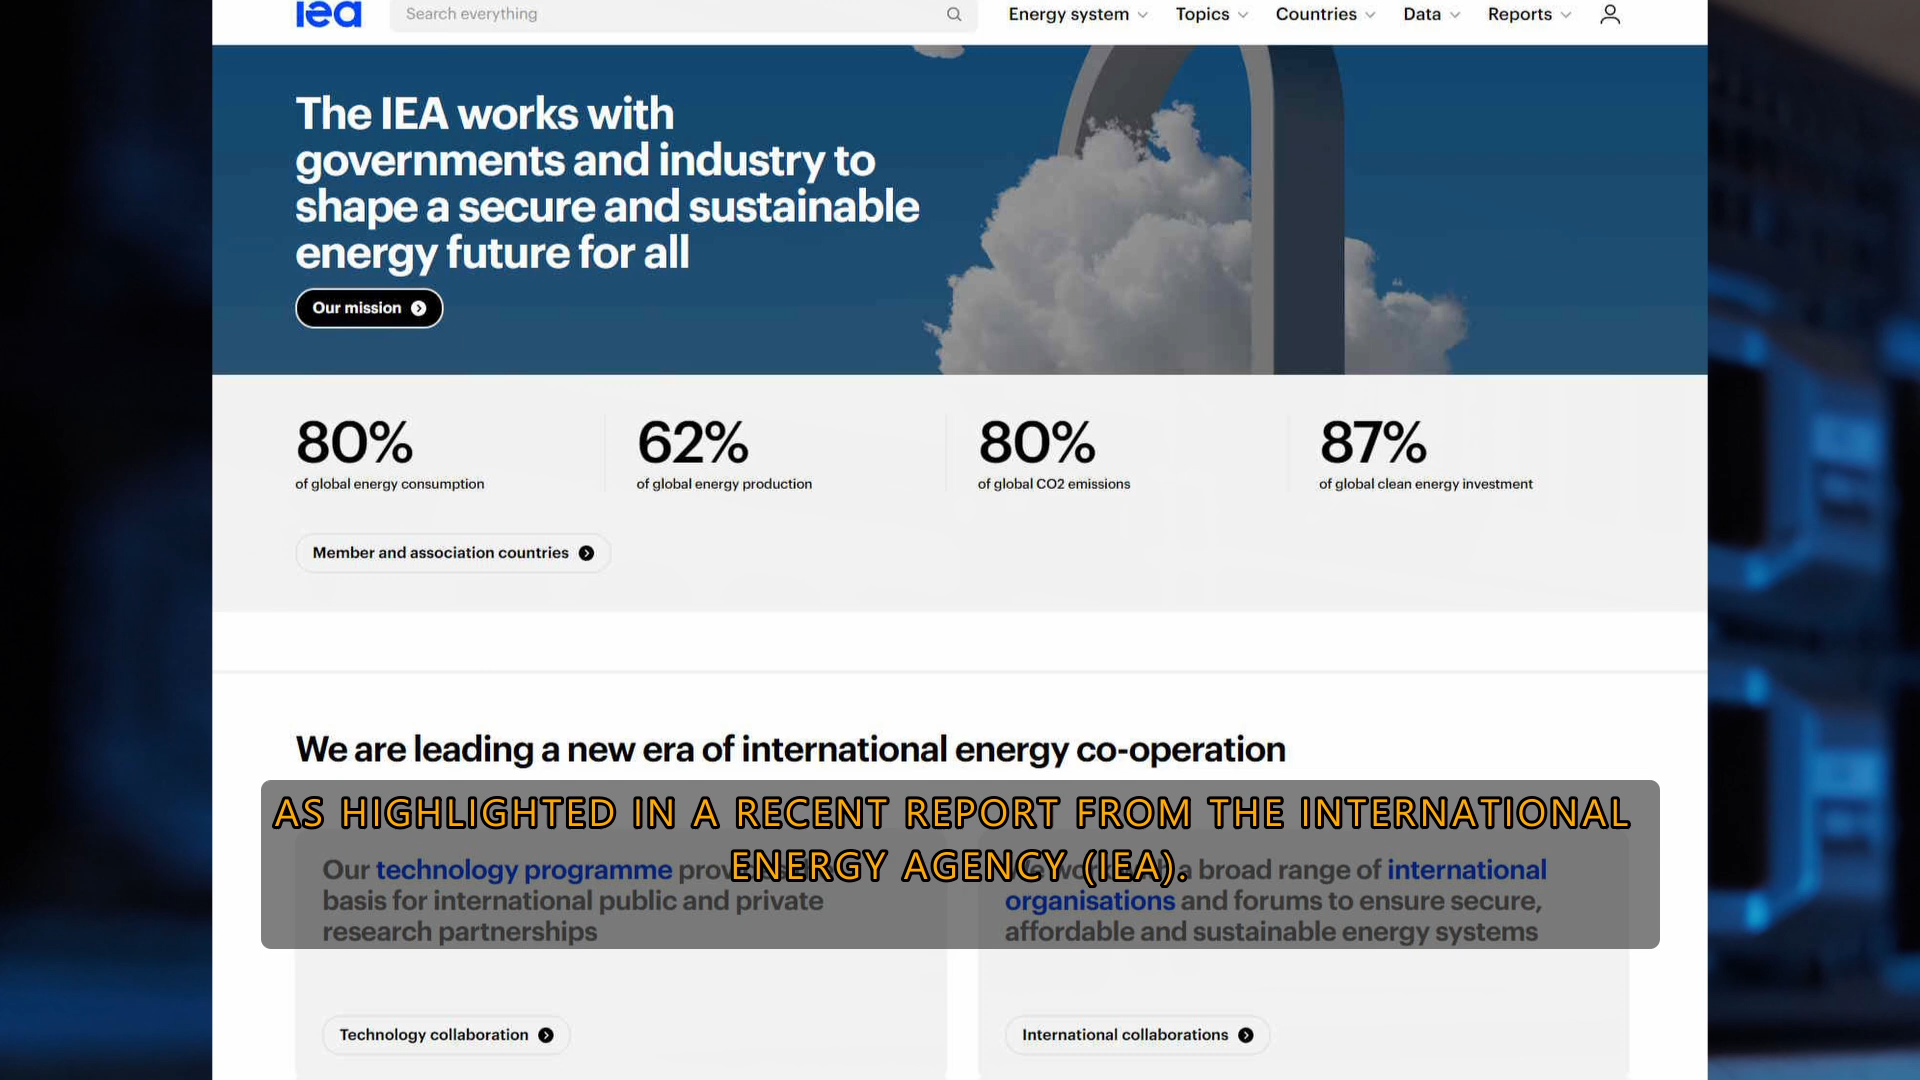 iea
Search everything
Energy system
Topics
Countries
Data
Reports
The IEA works with
governments and industry to
shape a secure and sustainable
energy future for all
Our mission
80%
of global energy consumption
62%
of global energy production
80%
of global CO2 emissions
87%
of global clean energy investment
Member and association countries
We are leading a new era of international energy co-operation
AS HIGHLIGHTED IN A RECENT REPORT FROM THE INTERNATIONAL
ENERGY AGENCY (IEA).
Our technology programme
basis for international public and private
research partnerships
a broad range of international
organisations and forums to ensure secure,
affordable and sustainable energy systems
Technology collaboration
International collaborations